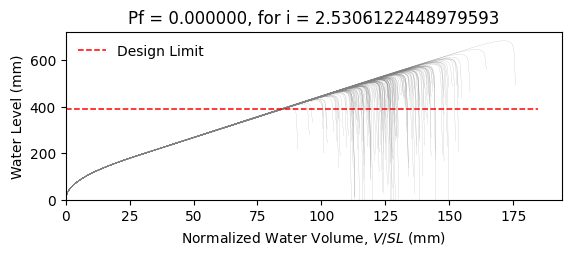 Pf = 0.000000, for i = 2.5306122448979593
Water Level (mm)
600
400
200
0
Design Limit
0 25 50 75 100 125 150 175
Normalized Water Volume, V/SL (mm)